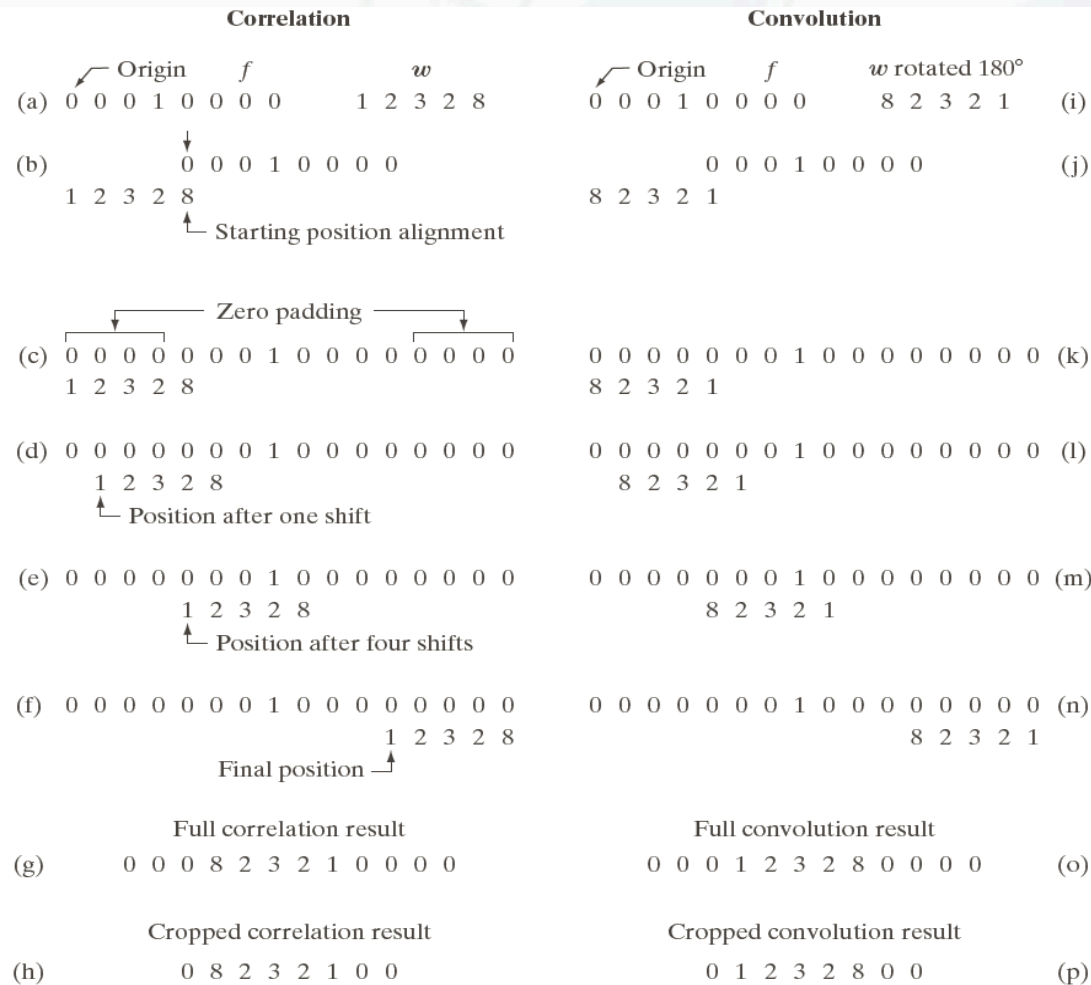 Correlation Convolution
Origin f w Origin f w rotated 180°
(a) 0 0 0 1 0 0 0 0 1 2 3 2 8 0 0 0 1 0 0 0 0 8 2 3 2 1 (i)
(b) 0 0 0 1 0 0 0 0 0 0 0 1 0 0 0 0 (j)
1 2 3 2 8 8 2 3 2 1
Starting position alignment
Zero padding
(c) 0 0 0 0 0 0 0 1 0 0 0 0 0 0 0 0 0 0 0 0 0 0 0 1 0 0 0 0 0 0 0 0 (k)
1 2 3 2 8 8 2 3 2 1
(d) 0 0 0 0 0 0 0 1 0 0 0 0 0 0 0 0 0 0 0 0 0 0 0 1 0 0 0 0 0 0 0 0 (l)
1 2 3 2 8 8 2 3 2 1
Position after one shift
(e) 0 0 0 0 0 0 0 1 0 0 0 0 0 0 0 0 0 0 0 0 0 0 0 1 0 0 0 0 0 0 0 0 (m)
1 2 3 2 8 8 2 3 2 1
Position after four shifts
(f) 0 0 0 0 0 0 0 1 0 0 0 0 0 0 0 0 0 0 0 0 0 0 0 1 0 0 0 0 0 0 0 0 (n)
1 2 3 2 8 8 2 3 2 1
Final position
Full correlation result Full convolution result
(g) 0 0 0 8 2 3 2 1 0 0 0 0 0 0 0 1 2 3 2 8 0 0 0 0 (o)
Cropped correlation result Cropped convolution result
(h) 0 8 2 3 2 1 0 0 0 1 2 3 2 8 0 0 (p)